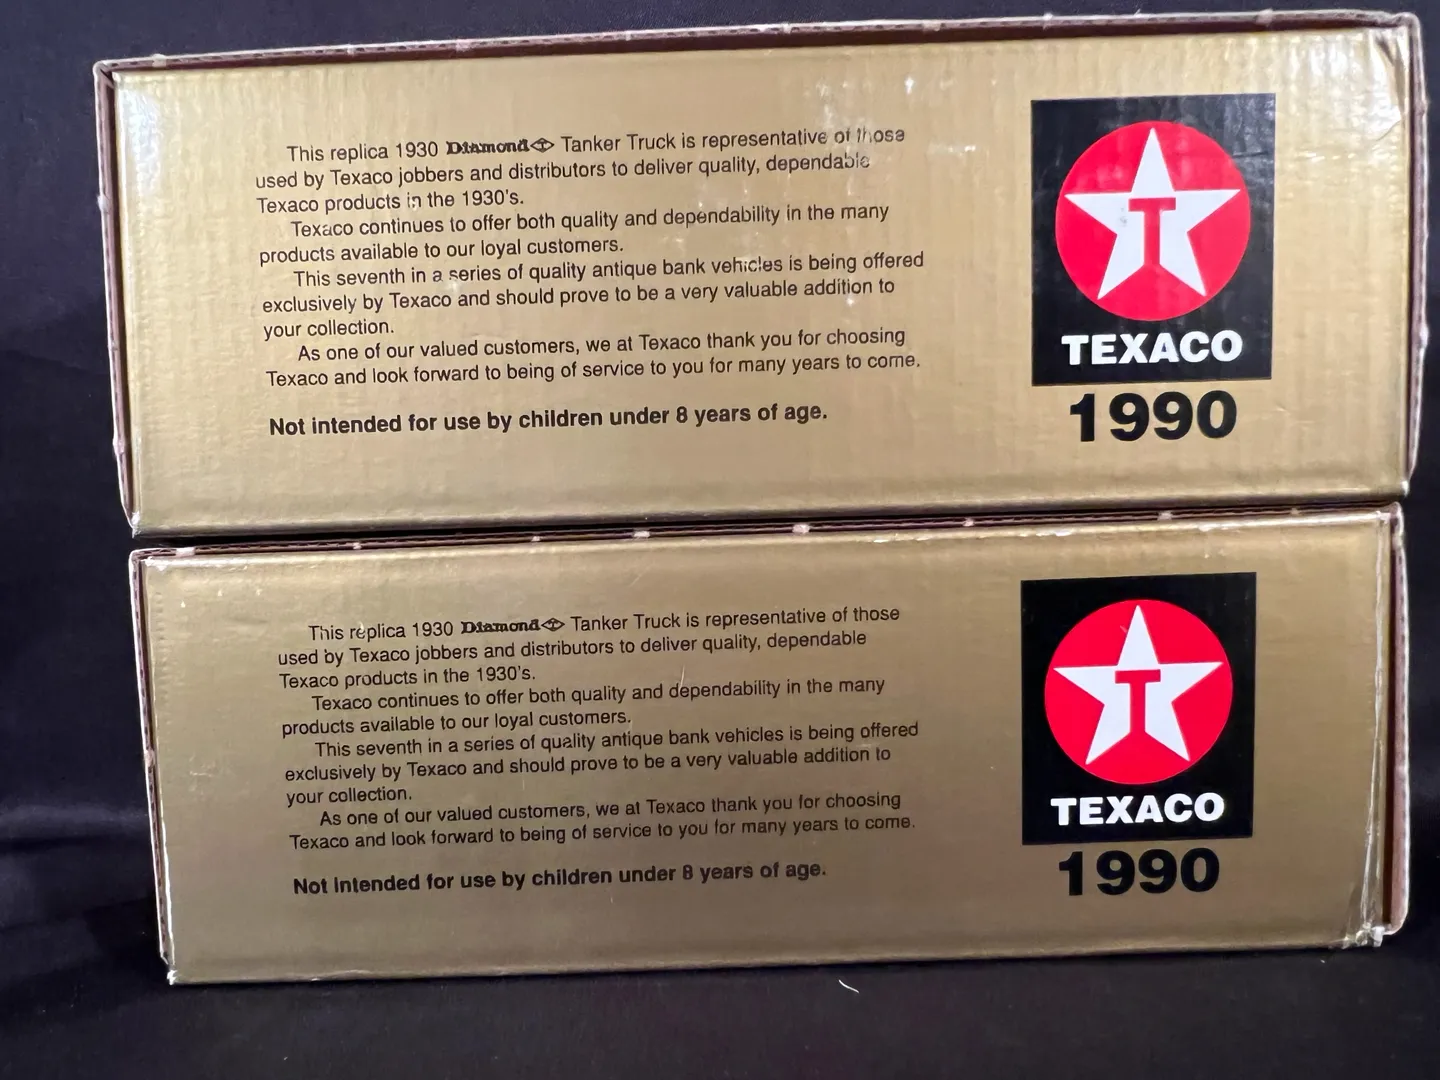 This replica 1930 Diamond T Tanker Truck is representative of those
used by Texaco jobbers and distributors to deliver quality, dependable
Texaco products in the 1930's.
Texaco continues to offer both quality and dependability in the many
products available to our loyal customers.
This seventh in a series of quality antique bank vehicles is being offered
exclusively by Texaco and should prove to be a very valuable addition to
your collection.
As one of our valued customers, we at Texaco thank you for choosing
Texaco and look forward to being of service to you for many years to come.
Not intended for use by children under 8 years of age.
T
TEXACO
1990
This replica 1930 Diamond T Tanker Truck is representative of those
used by Texaco jobbers and distributors to deliver quality, dependable
Texaco products in the 1930's.
Texaco continues to offer both quality and dependability in the many
products available to our loyal customers.
This seventh in a series of quality antique bank vehicles is being offered
exclusively by Texaco and should prove to be a very valuable addition to
your collection.
As one of our valued customers, we at Texaco thank you for choosing
Texaco and look forward to being of service to you for many years to come.
Not intended for use by children under 8 years of age.
T
TEXACO
1990